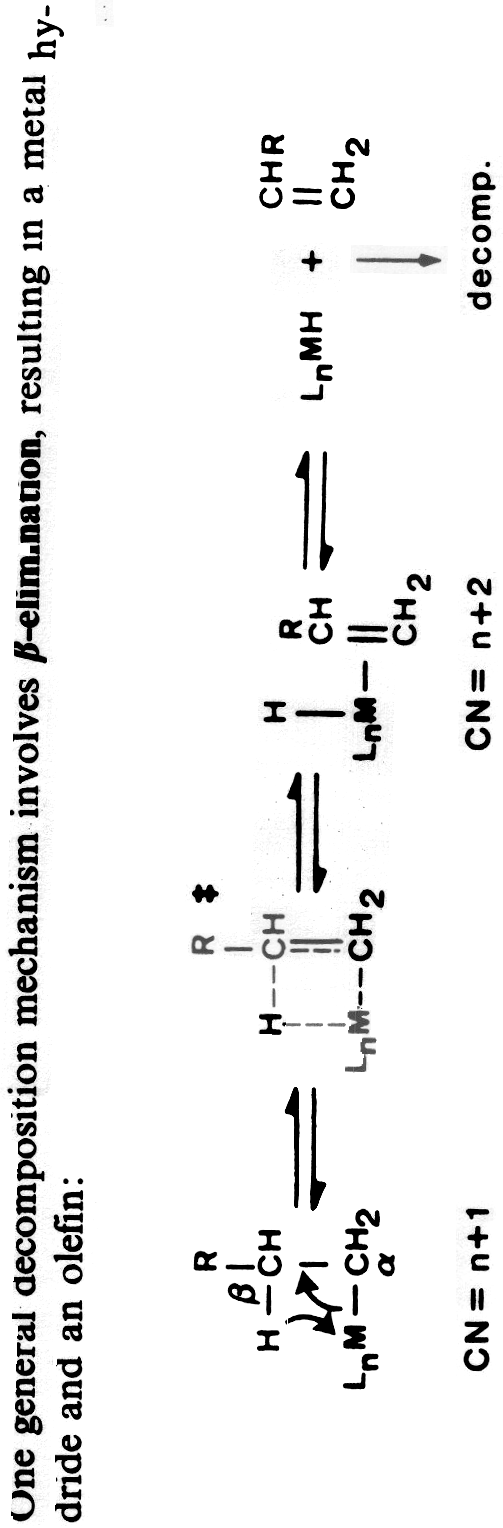 One general decomposition mechanism involves β-elimination, resulting in a metal hy-
dride and an olefin:
R R ‡
H β CH H CH H R CH CHR
LnM CH2 LnM CH2 LnM CH2 LnMH + CH2
α
CN= n+1 CN= n+2 decomp.